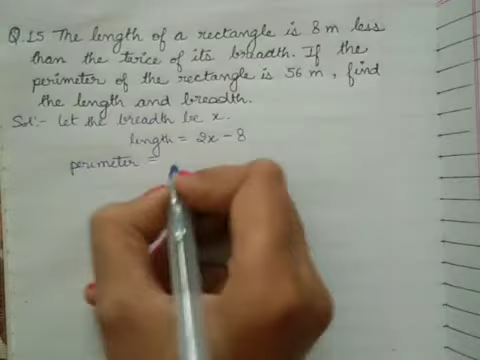 Q.15 The length of a rectangle is 8 m less
than the twice of its breadth. If the
perimeter of the rectangle is 56 m, find
the length and breadth.
Sol:- Let the breadth be x.
length = 2x - 8
perimeter =